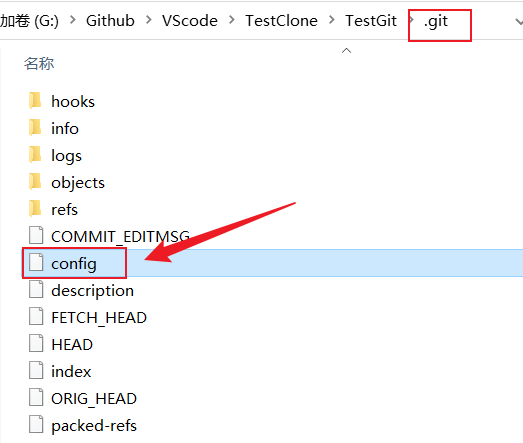 加卷 (G:) > Github > VScode > TestClone > TestGit > .git
名称
hooks
info
logs
objects
refs
COMMIT_EDITMSG
config
description
FETCH_HEAD
HEAD
index
ORIG_HEAD
packed-refs